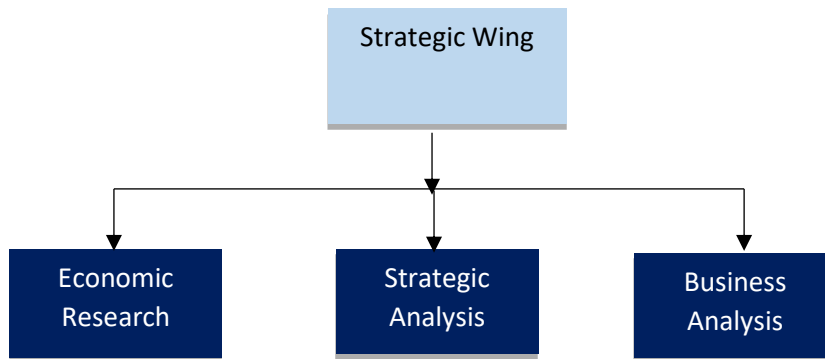 Strategic Wing
Economic
Research
Strategic
Analysis
Business
Analysis